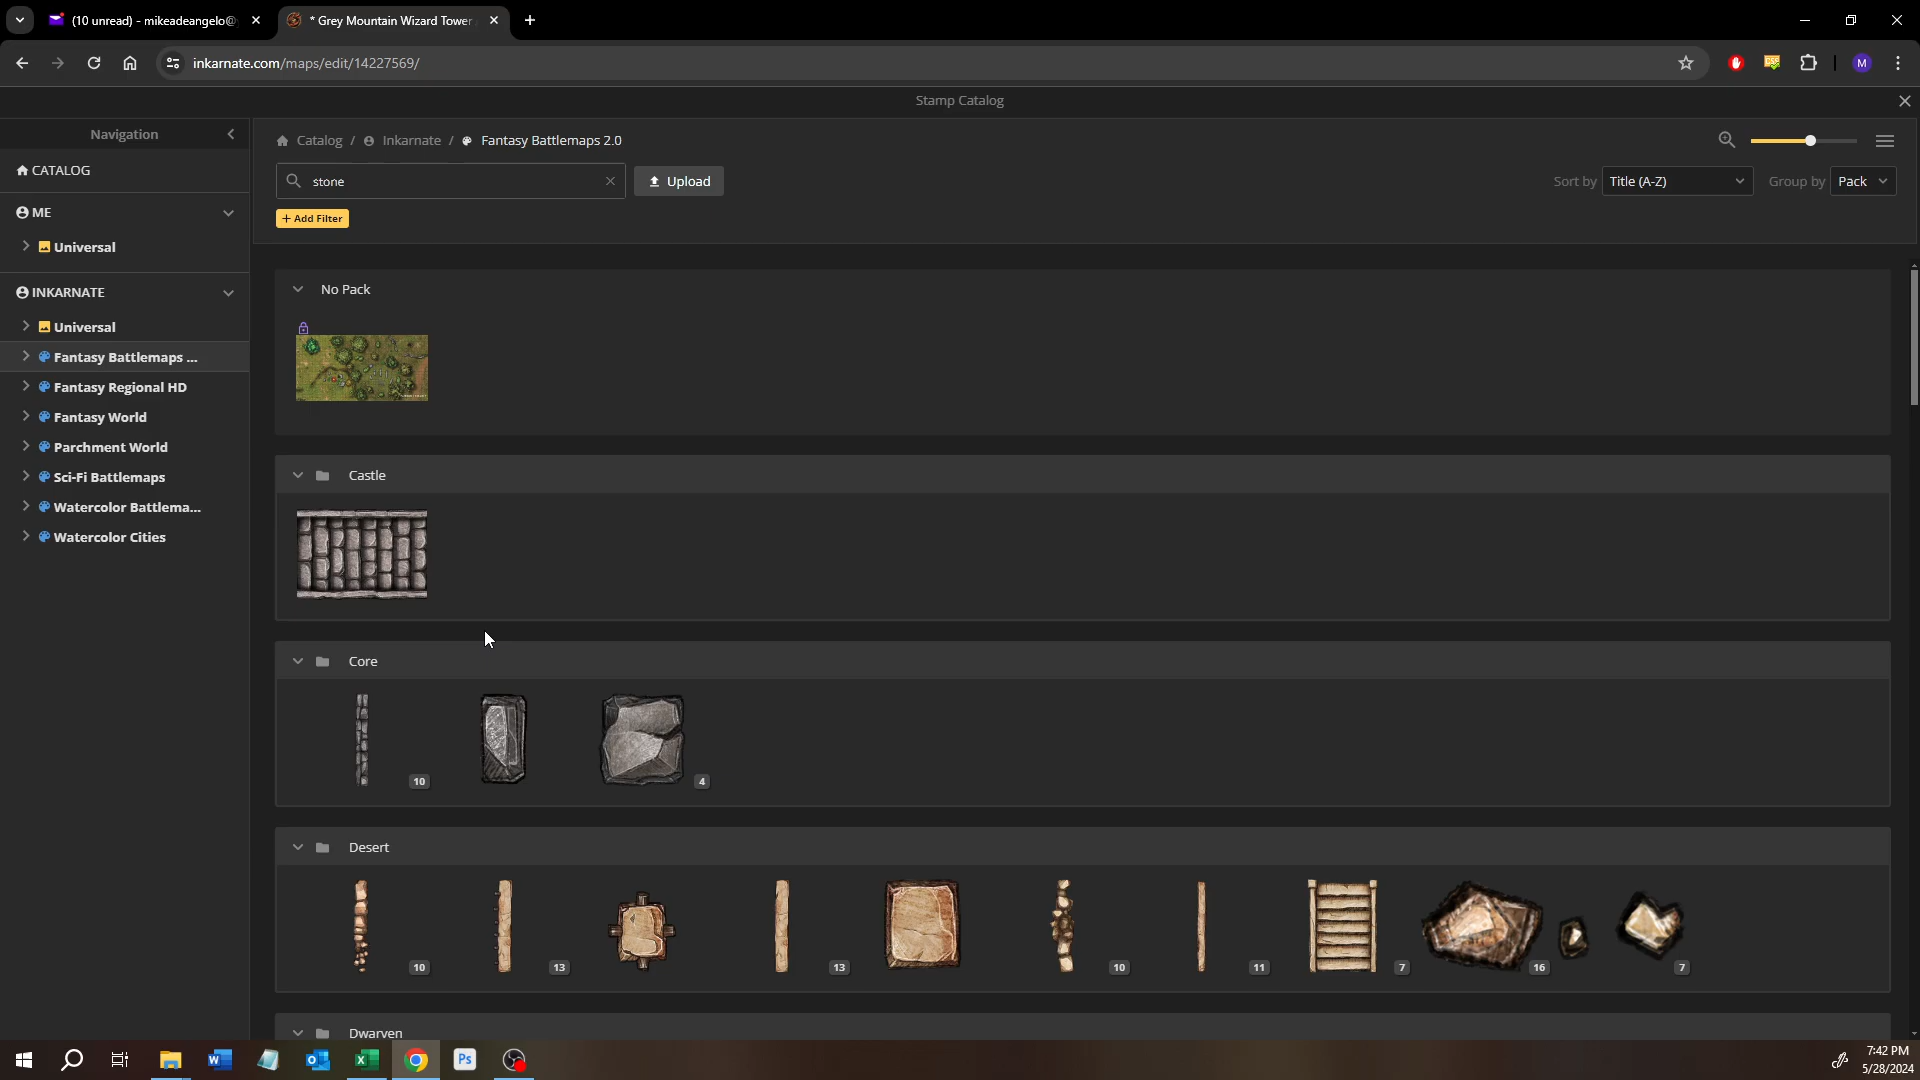 (10 unread) - mikeadeangelo@
* Grey Mountain Wizard Tower
inkarnate.com/maps/edit/14227569/
M
Stamp Catalog
Navigation
CATALOG
ME
Universal
INKARNATE
Universal
Fantasy Battlemaps ...
Fantasy Regional HD
Fantasy World
Parchment World
Sci-Fi Battlemaps
Watercolor Battlema...
Watercolor Cities
Catalog / Inkarnate / Fantasy Battlemaps 2.0
stone
Upload
Sort by
Title (A-Z)
Group by
Pack
+ Add Filter
No Pack
Castle
Core
10
4
Desert
10
13
13
10
11
7
16
7
Dwarven
Ps
7:42 PM
5/28/2024